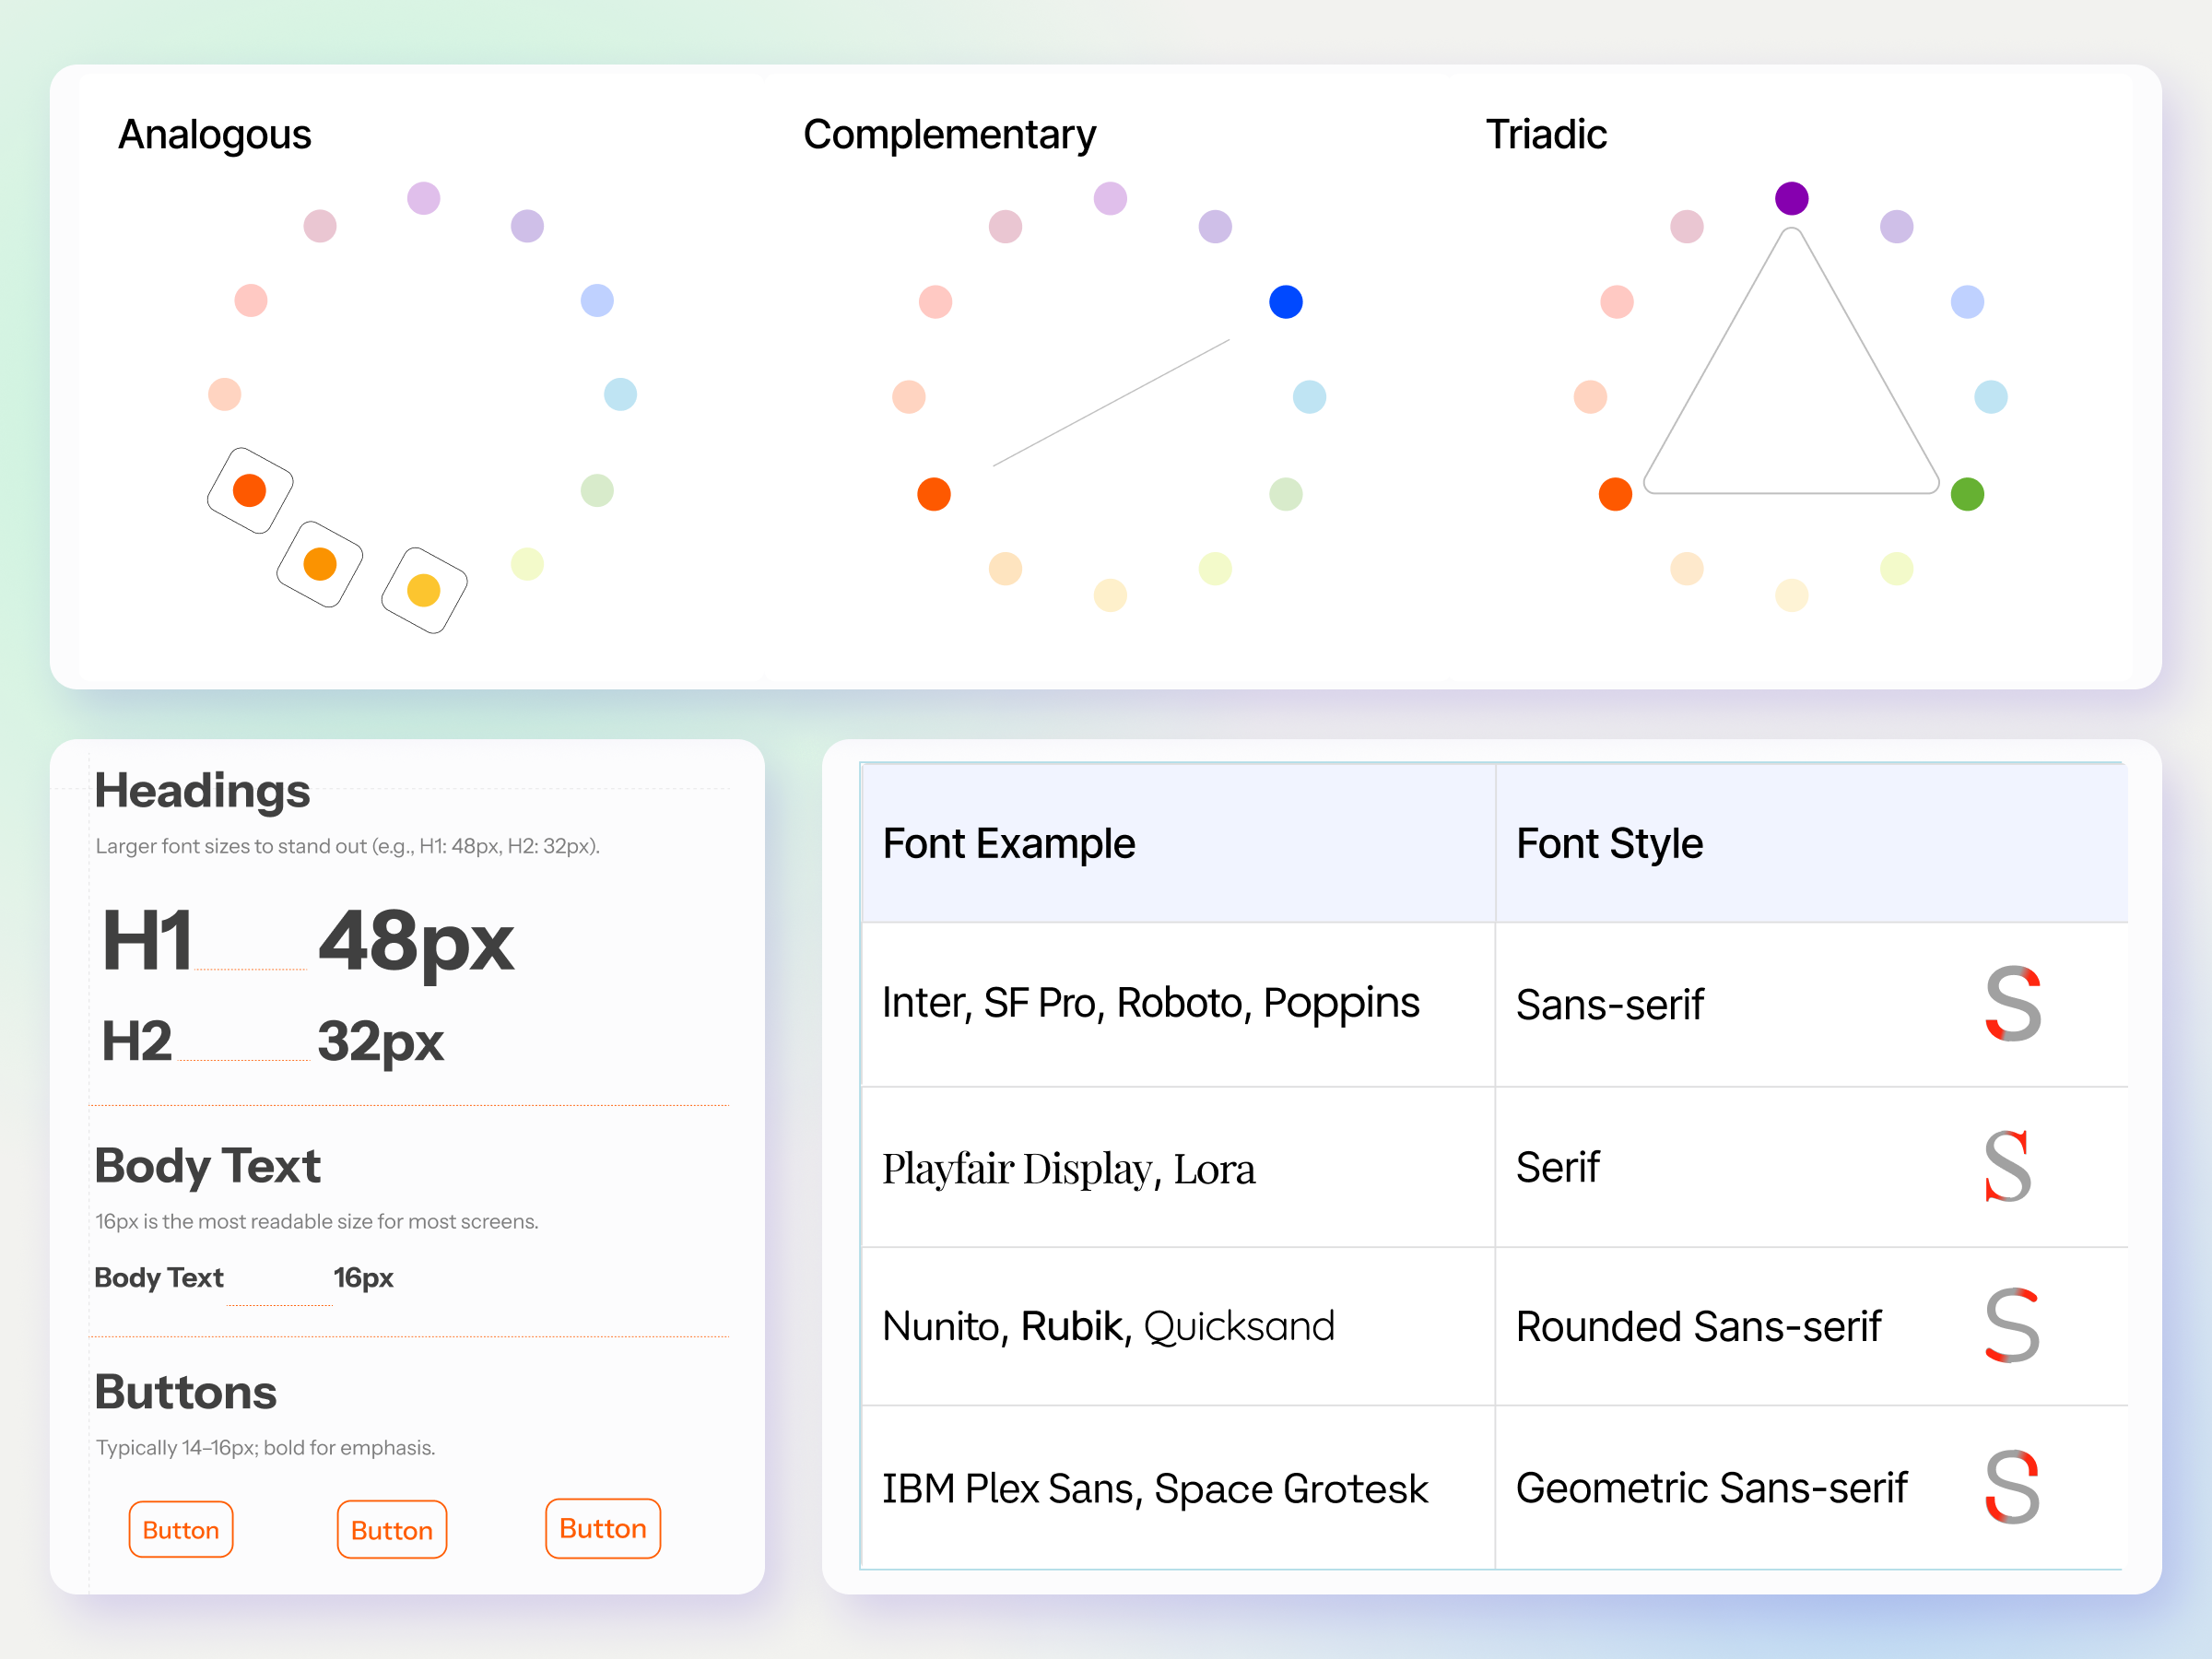 Analogous
Complementary
Triadic
Headings
Larger font sizes to stand out (e.g., H1: 48px, H2: 32px).
H1 48px
H2 32px
Body Text
16px is the most readable size for most screens.
Body Text 16px
Buttons
Typically 14–16px; bold for emphasis.
Button Button Button
Font Example Font Style
Inter, SF Pro, Roboto, Poppins Sans-serif S
Playfair Display, Lora Serif S
Nunito, Rubik, Quicksand Rounded Sans-serif S
IBM Plex Sans, Space Grotesk Geometric Sans-serif S